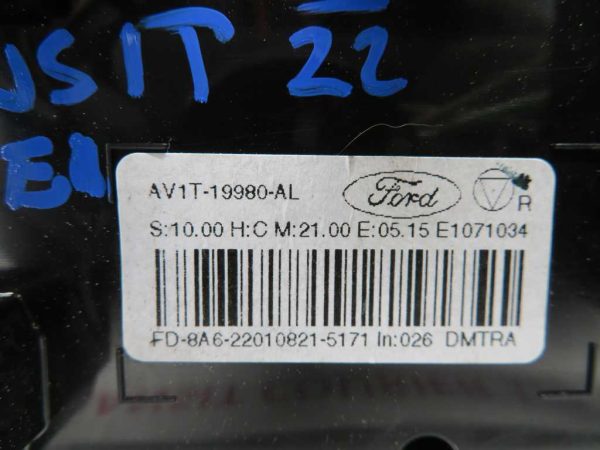 NSIT 22
AV1T-19980-AL Ford R
S:10.00 H:C M:21.00 E:05.15 E1071034
FD-8A6-22010821-5171 In:026 DMTRA